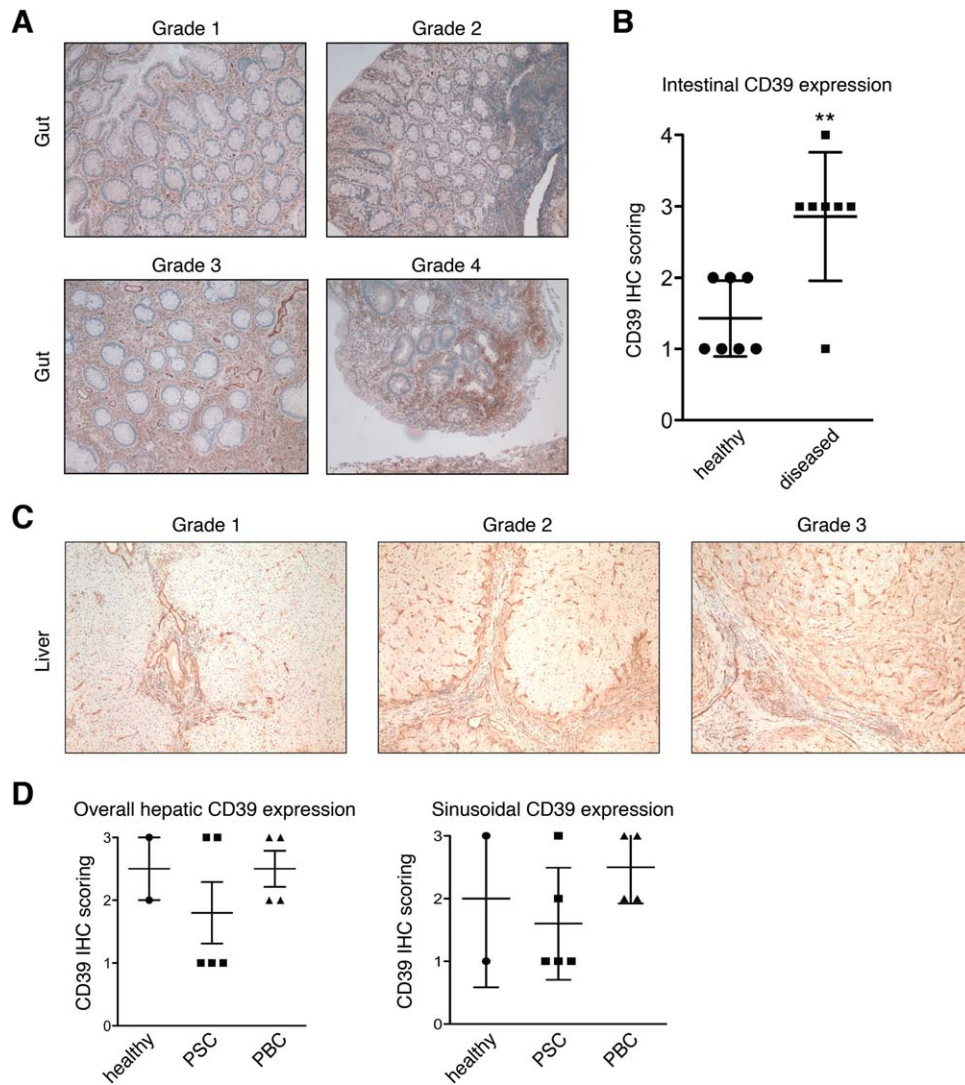 A
Grade 1
Grade 2
Gut
Grade 3
Grade 4
Gut
B
Intestinal CD39 expression
**
CD39 IHC scoring
4
3
2
1
0
healthy
diseased
C
Grade 1
Grade 2
Grade 3
Liver
D
Overall hepatic CD39 expression
CD39 IHC scoring
3
2
1
0
healthy
PSC
PBC
Sinusoidal CD39 expression
CD39 IHC scoring
3
2
1
0
healthy
PSC
PBC